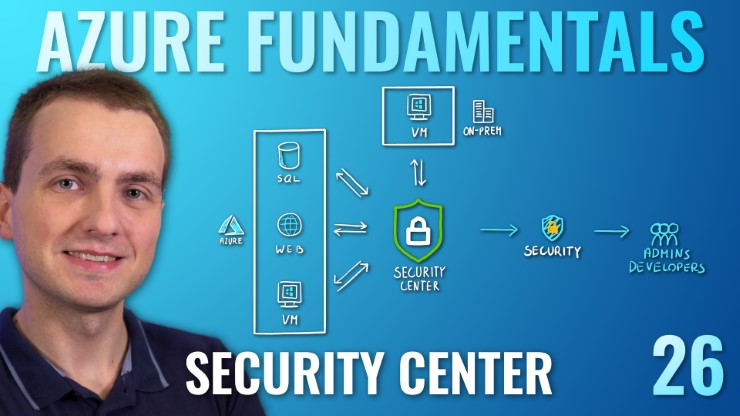 AZURE FUNDAMENTALS
VM
ON-PREM
SQL
AZURE
WEB
VM
SECURITY
CENTER
SECURITY
ADMINS
DEVELOPERS
SECURITY CENTER
26